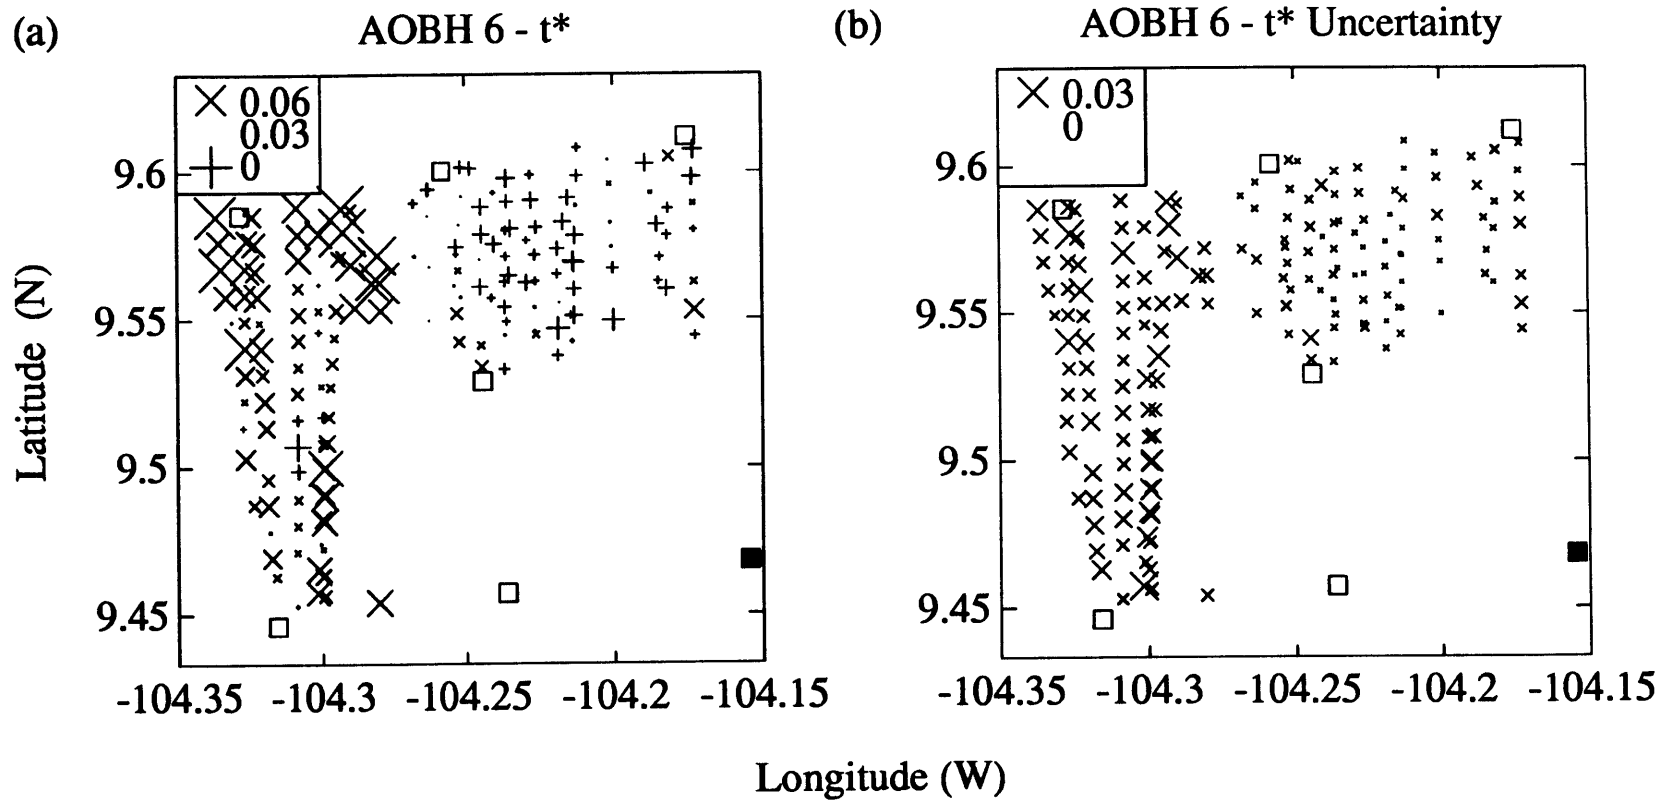 (a) AOBH 6 - t*
0.06
0.03
0
9.6
9.55
9.5
9.45
-104.35 -104.3 -104.25 -104.2 -104.15
(b) AOBH 6 - t* Uncertainty
0.03
0
9.6
9.55
9.5
9.45
-104.35 -104.3 -104.25 -104.2 -104.15
Latitude (N)
Longitude (W)